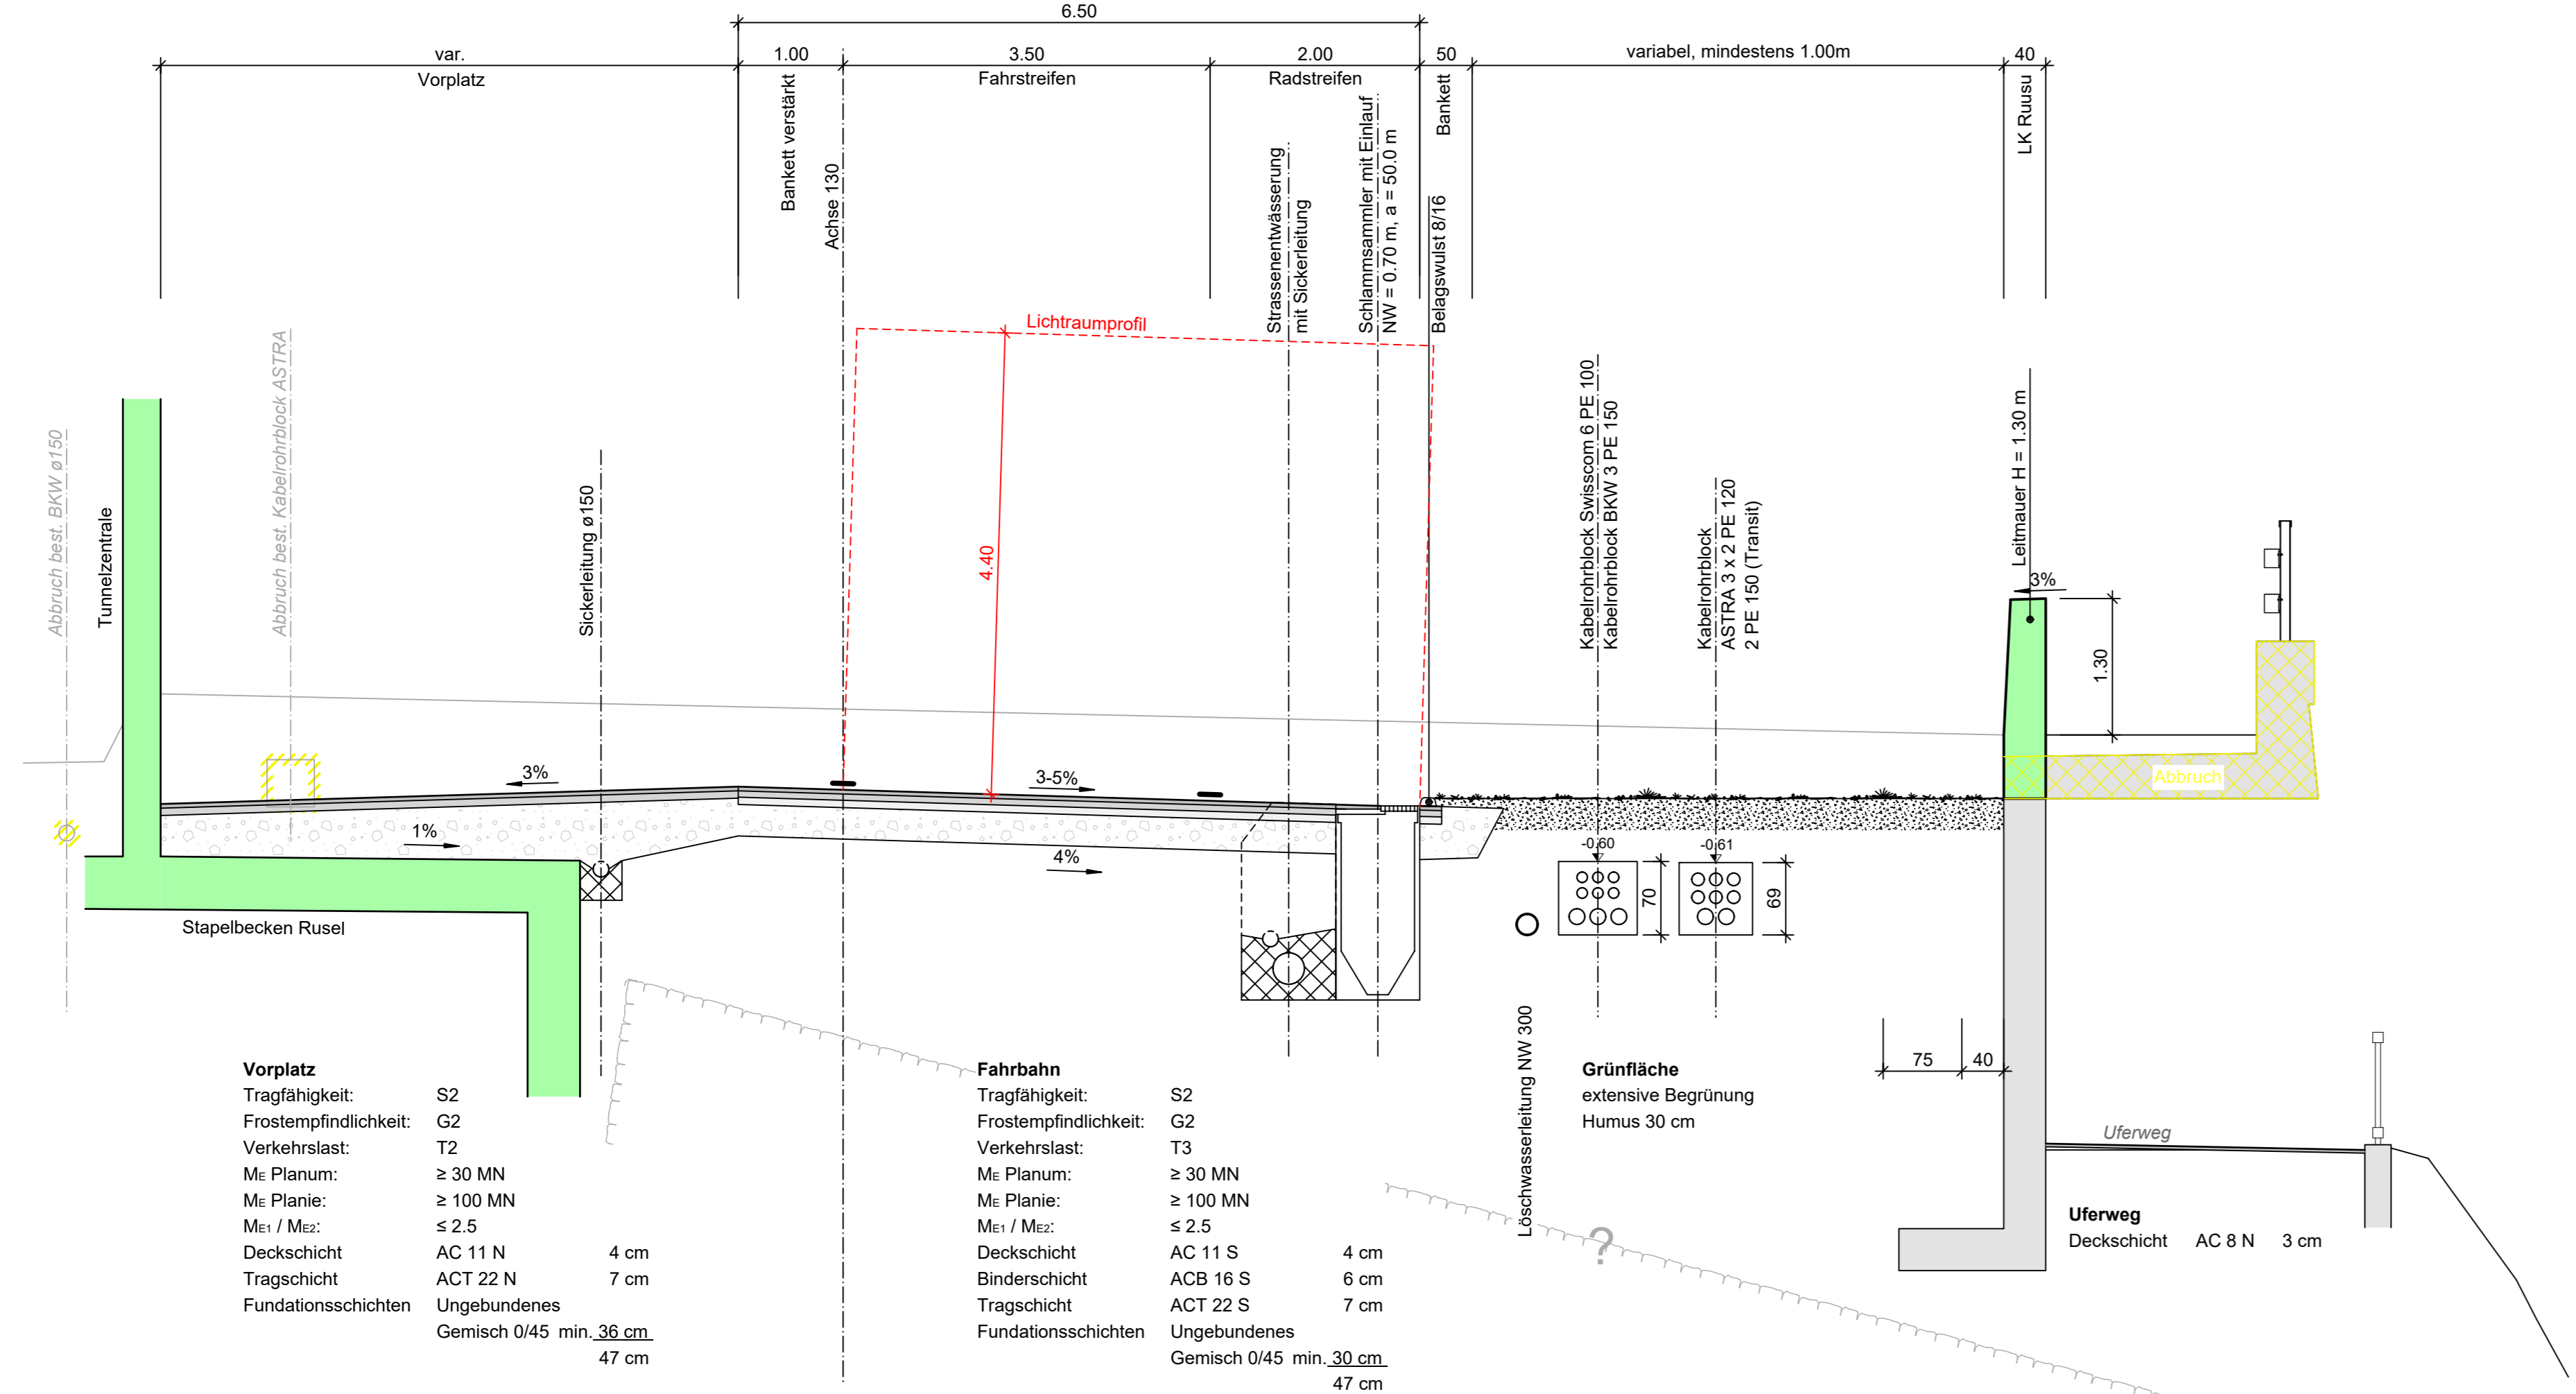 6.50
var.
1.00
3.50
2.00
50
variabel, mindestens 1.00m
40
Vorplatz
Bankett verstärkt
Fahrstreifen
Radstreifen
Bankett
LK Ruusu
Achse 130
Strassenentwässerung
mit Sickerleitung
Schlammsammler mit Einlauf
NW = 0.70 m, a = 50.0 m
Belagswulst 8/16
Lichtraumprofil
4.40
Abbruch best. BKW ø150
Tunnelzentrale
Abbruch best. Kabelrohrblock ASTRA
Sickerleitung ø150
Kabelrohrblock Swisscom 6 PE 100
Kabelrohrblock BKW 3 PE 150
Kabelrohrblock
ASTRA 3 x 2 PE 120
2 PE 150 (Transit)
Leitmauer H = 1.30 m
3%
1.30
Abbruch
3%
3-5%
1%
4%
-0.60
-0.61
70
69
Stapelbecken Rusel
Löschwasserleitung NW 300
75
40
Uferweg
?
Vorplatz
Tragfähigkeit: S2
Frostempfindlichkeit: G2
Verkehrslast: T2
ME Planum: ≥ 30 MN
ME Planie: ≥ 100 MN
ME1 / ME2: ≤ 2.5
Deckschicht AC 11 N 4 cm
Tragschicht ACT 22 N 7 cm
Fundationsschichten Ungebundenes
Gemisch 0/45 min. 36 cm
47 cm
Fahrbahn
Tragfähigkeit: S2
Frostempfindlichkeit: G2
Verkehrslast: T3
ME Planum: ≥ 30 MN
ME Planie: ≥ 100 MN
ME1 / ME2: ≤ 2.5
Deckschicht AC 11 S 4 cm
Binderschicht ACB 16 S 6 cm
Tragschicht ACT 22 S 7 cm
Fundationsschichten Ungebundenes
Gemisch 0/45 min. 30 cm
47 cm
Grünfläche
extensive Begrünung
Humus 30 cm
Uferweg
Deckschicht AC 8 N 3 cm